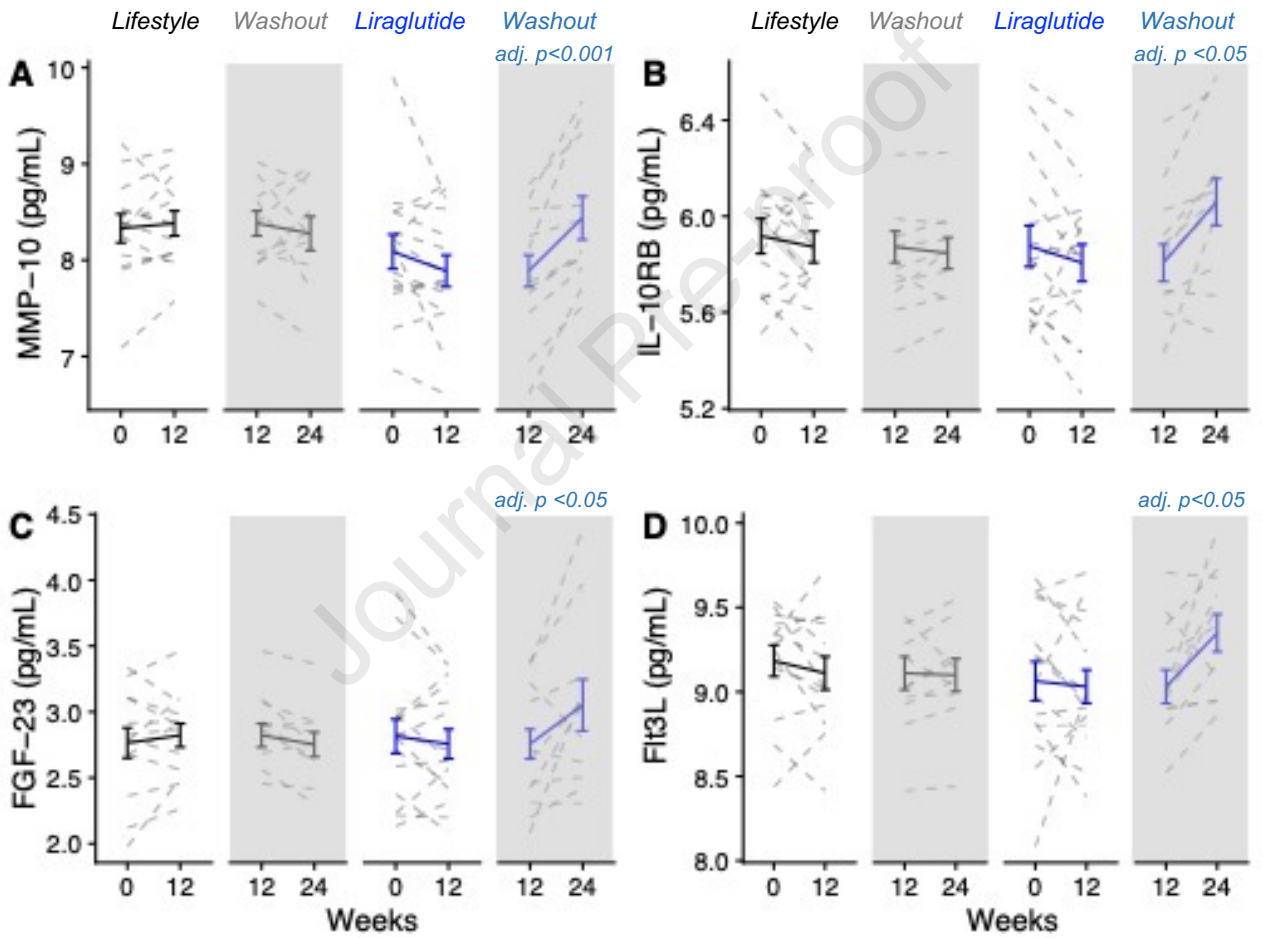 Lifestyle Washout Liraglutide Washout Lifestyle Washout Liraglutide Washout
adj. p<0.001 adj. p <0.05
A B
MMP−10 (pg/mL)
10
9
8
7
0 12 12 24 0 12 12 24
IL−10RB (pg/mL)
6.4
6.0
5.6
5.2
0 12 12 24 0 12 12 24
adj. p <0.05 adj. p<0.05
C D
FGF−23 (pg/mL)
4.5
4.0
3.5
3.0
2.5
2.0
0 12 12 24 0 12 12 24
Weeks
Flt3L (pg/mL)
10.0
9.5
9.0
8.5
8.0
0 12 12 24 0 12 12 24
Weeks
Journal Pre-proof